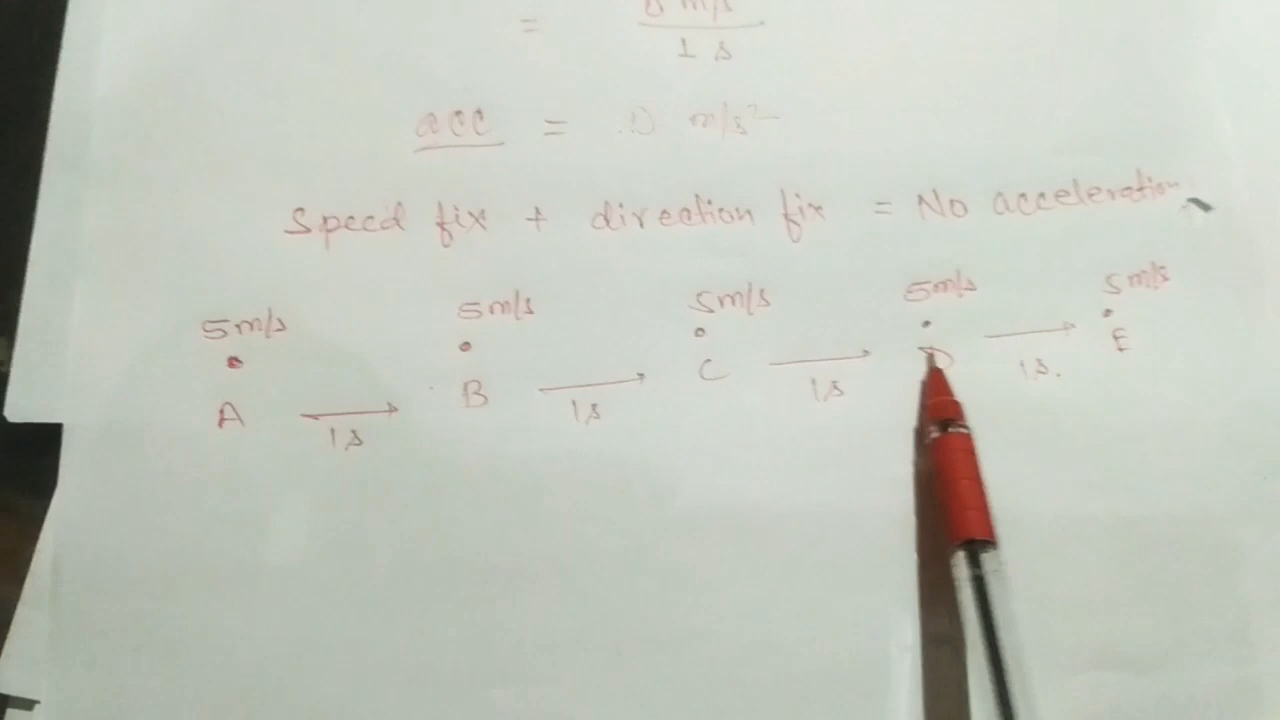 = 0 m/s
1 s
acc = 0 m/s²
Speed fix + direction fix = No acceleration
5m/s 5m/s 5m/s 5m/s 5m/s
A B C D E
1s 1s 1s 1s.